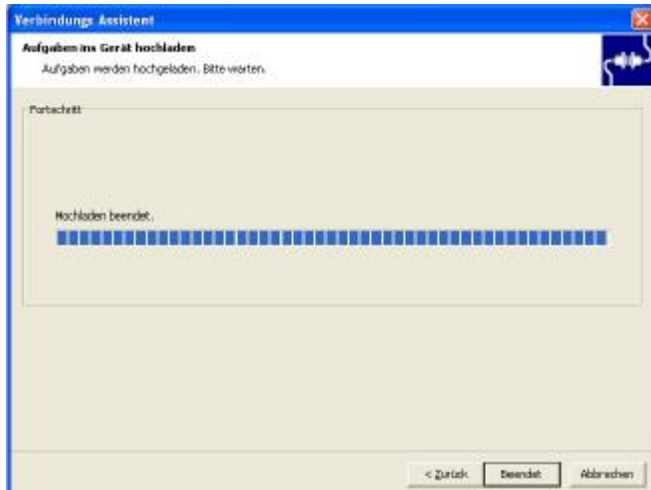 Verbindungs Assistent
Aufgaben ins Gerät hochladen
Aufgaben werden hochgeladen. Bitte warten.
Fortschritt
Hochladen beendet.
< Zurück
Beendet
Abbrechen